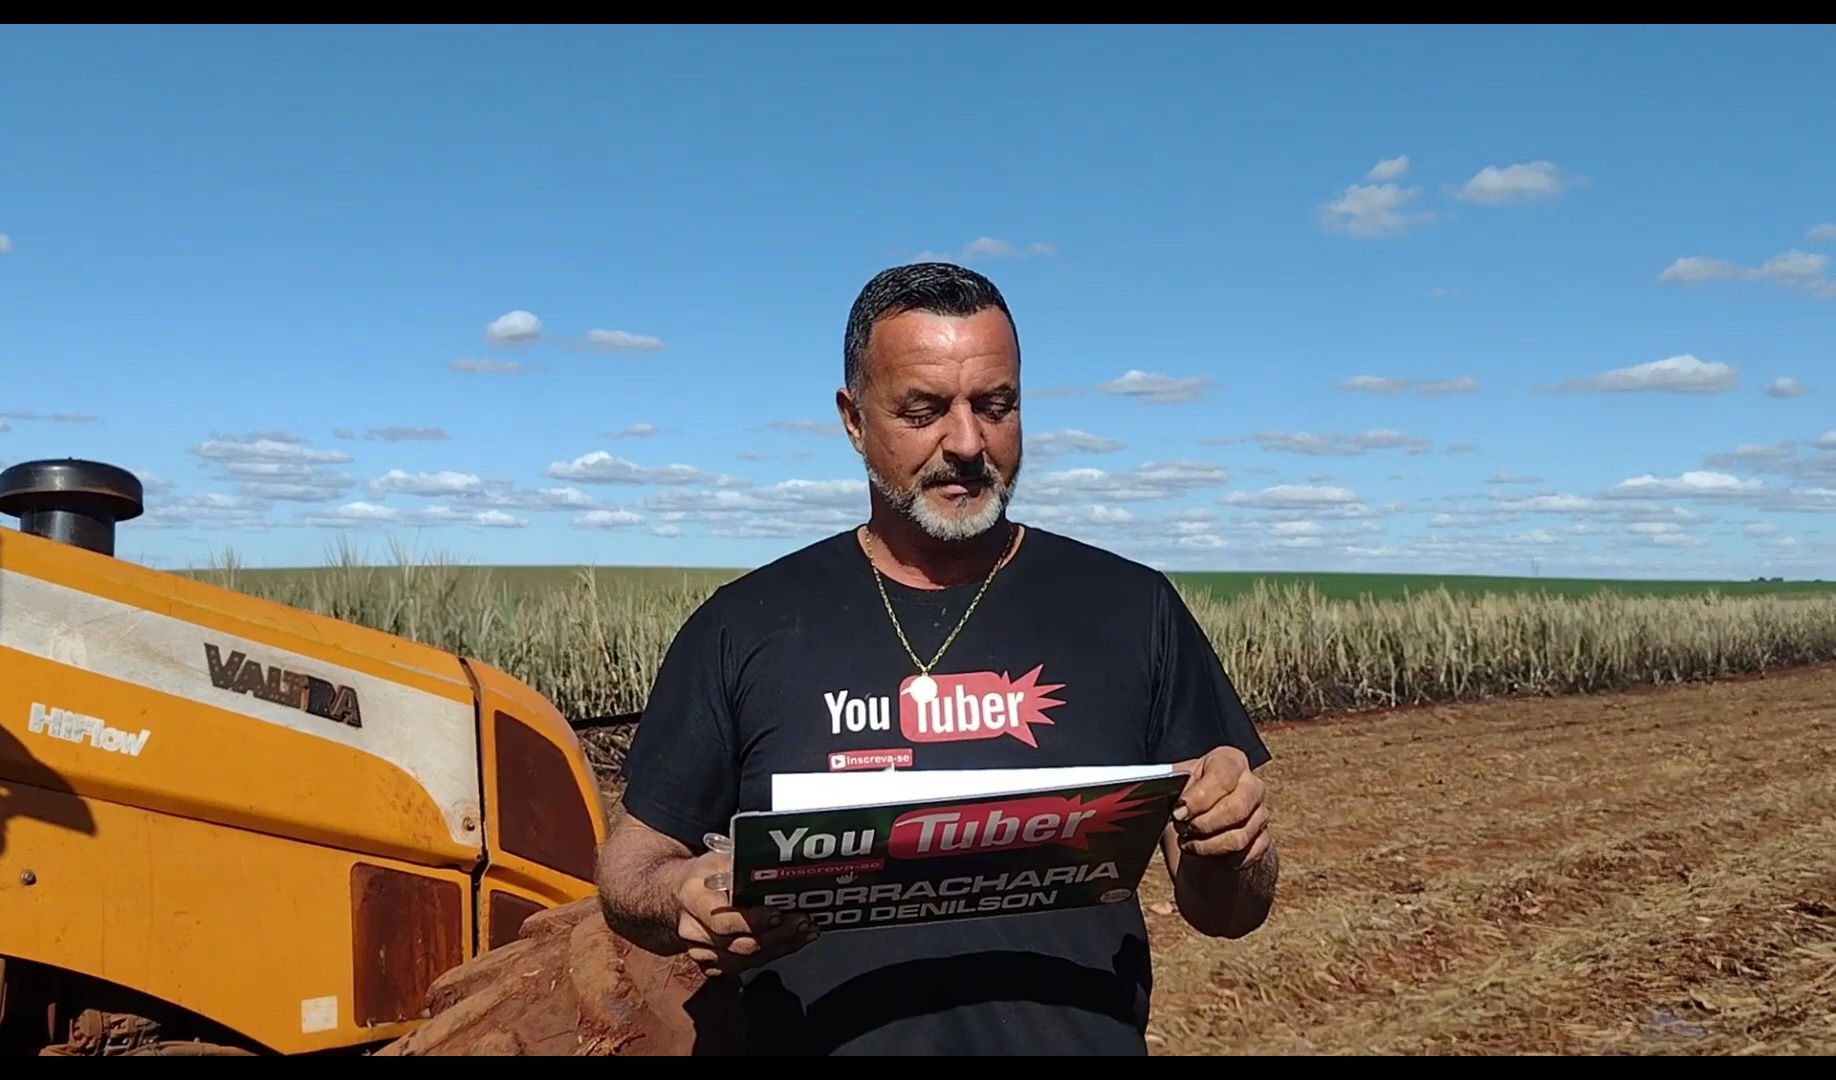 VALTRA
HiFlow
You Tuber
Inscreva-se
You Tuber
Inscreva-se
BORRACHARIA
DO DENILSON